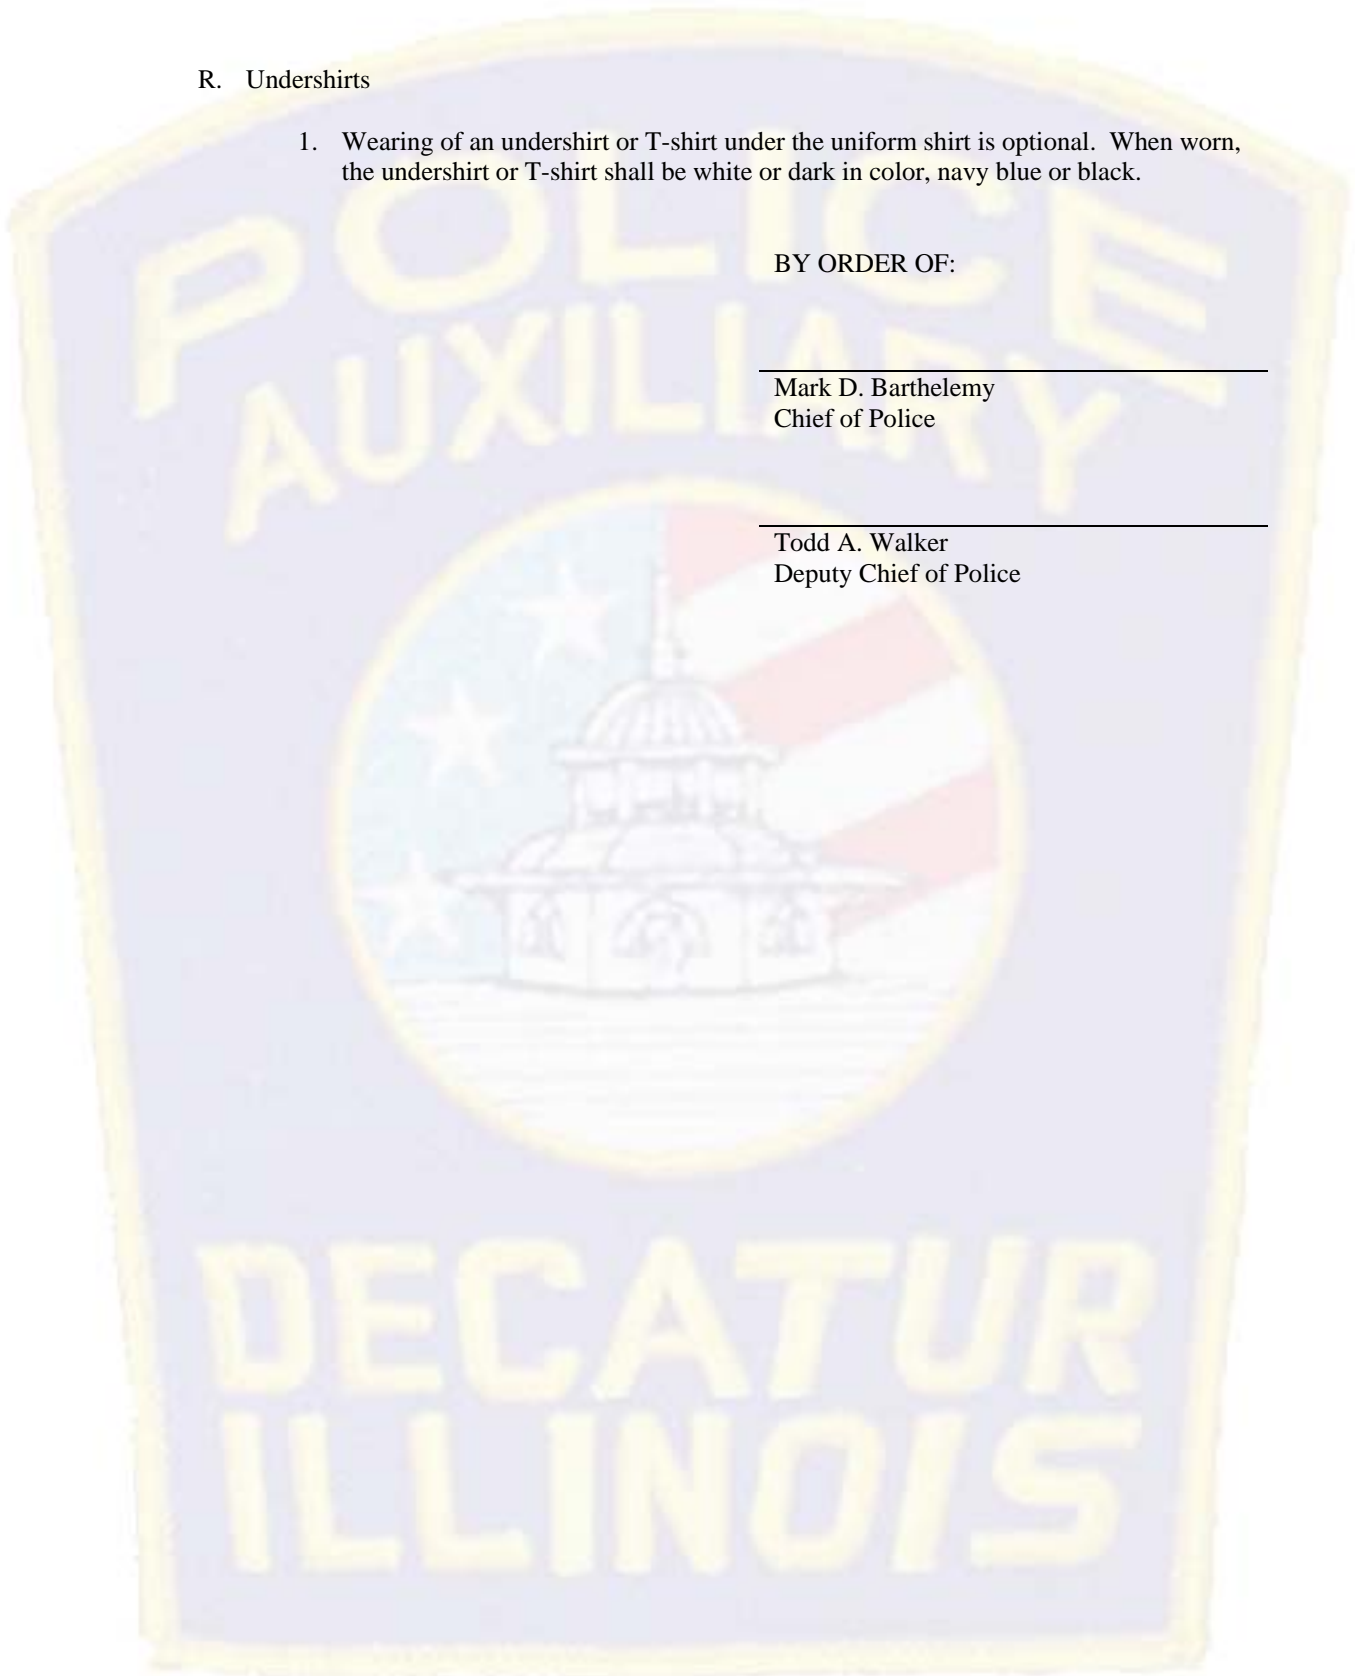 R. Undershirts
1. Wearing of an undershirt or T-shirt under the uniform shirt is optional. When worn,
the undershirt or T-shirt shall be white or dark in color, navy blue or black.
BY ORDER OF:
Mark D. Barthelemy
Chief of Police
Todd A. Walker
Deputy Chief of Police
POLICE
AUXILIARY
DECATUR
ILLINOIS